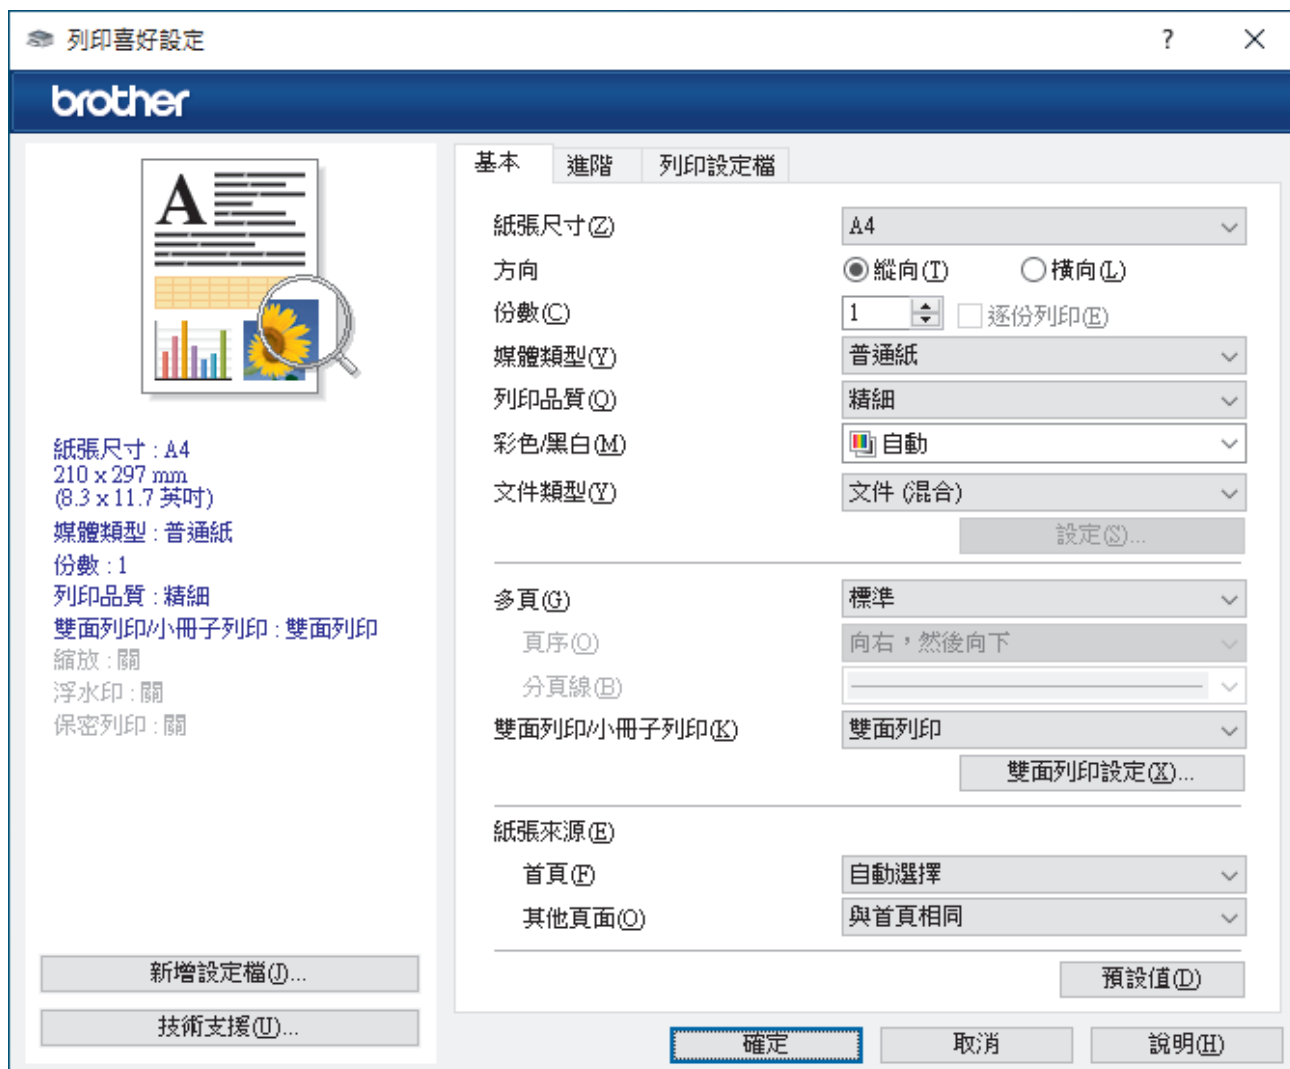 列印喜好設定
?
brother
A
紙張尺寸 : A4
210 x 297 mm
(8.3 x 11.7 英吋)
媒體類型 : 普通紙
份數 : 1
列印品質 : 精細
雙面列印/小冊子列印 : 雙面列印
縮放 : 關
浮水印 : 關
保密列印 : 關
新增設定檔(J)...
技術支援(U)...
基本 進階 列印設定檔
紙張尺寸(Z) A4
方向 縱向(T) 橫向(L)
份數(C) 1 逐份列印(E)
媒體類型(Y) 普通紙
列印品質(Q) 精細
彩色/黑白(M) 自動
文件類型(Y) 文件 (混合)
設定(S)...
多頁(G) 標準
頁序(O) 向右，然後向下
分頁線(B)
雙面列印/小冊子列印(K) 雙面列印
雙面列印設定(X)...
紙張來源(E)
首頁(F) 自動選擇
其他頁面(O) 與首頁相同
預設值(D)
確定 取消 說明(H)